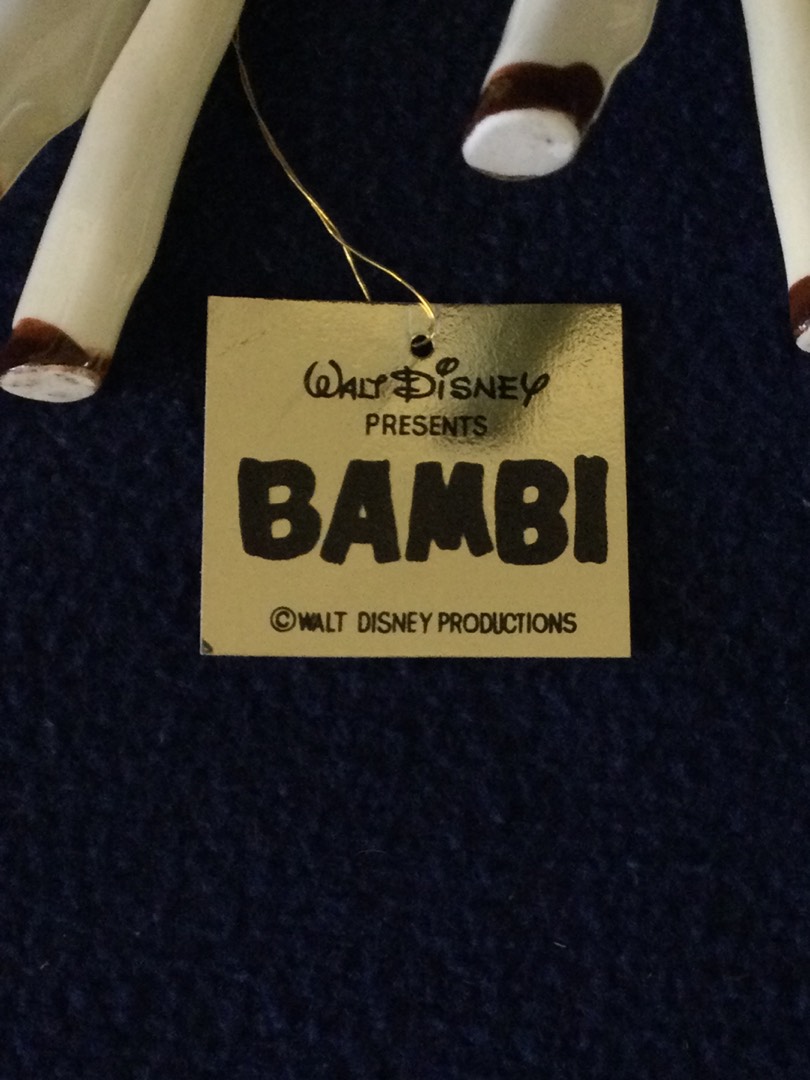 WALT DISNEY
PRESENTS
BAMBI
©WALT DISNEY PRODUCTIONS